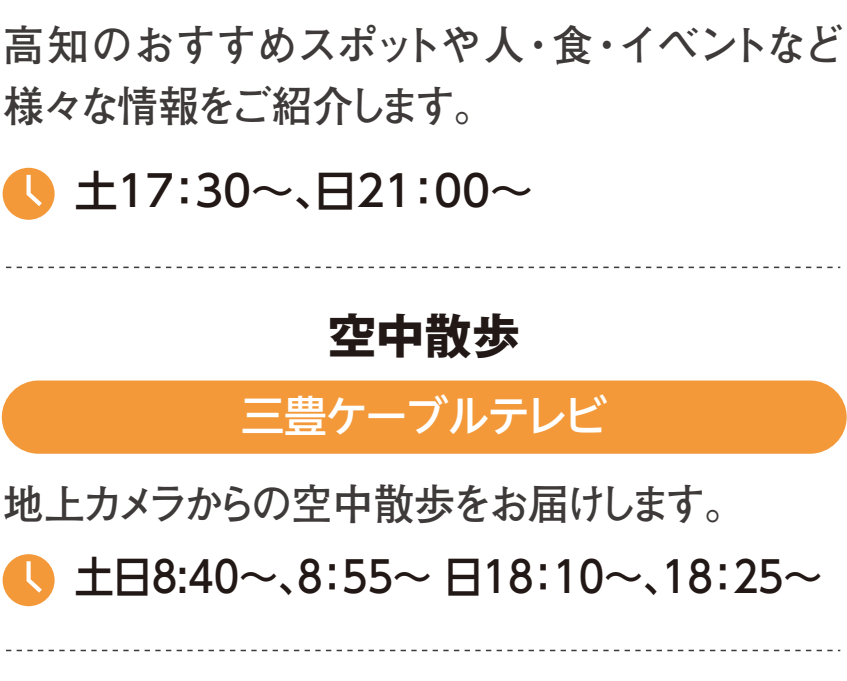 高知のおすすめスポットや人・食・イベントなど
様々な情報をご紹介します。
土17:30〜、日21:00〜
空中散歩
三豊ケーブルテレビ
地上カメラからの空中散歩をお届けします。
土日8:40〜、8:55〜 日18:10〜、18:25〜